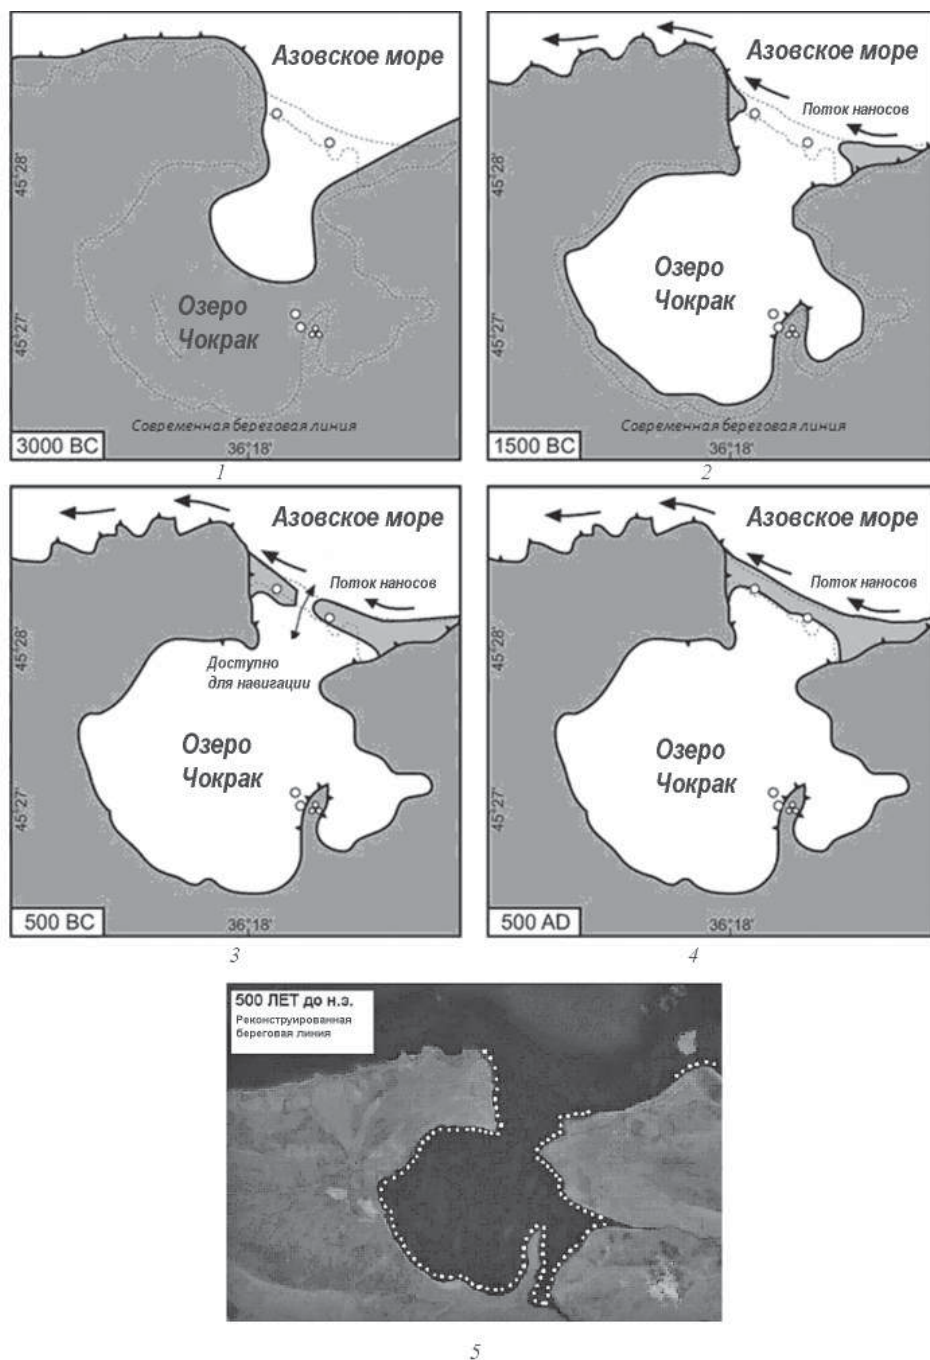 Азовское море
45°28'
Озеро
Чокрак
45°27'
Современная береговая линия
3000 BC
36°18'
1
Азовское море
Поток наносов
45°28'
Озеро
Чокрак
45°27'
Современная береговая линия
1500 BC
36°18'
2
Азовское море
Поток наносов
45°28'
Доступно
для навигации
Озеро
Чокрак
45°27'
500 BC
36°18'
3
Азовское море
Поток наносов
45°28'
Озеро
Чокрак
45°27'
500 AD
36°18'
4
500 ЛЕТ до н.э.
Реконструированная
береговая линия
5